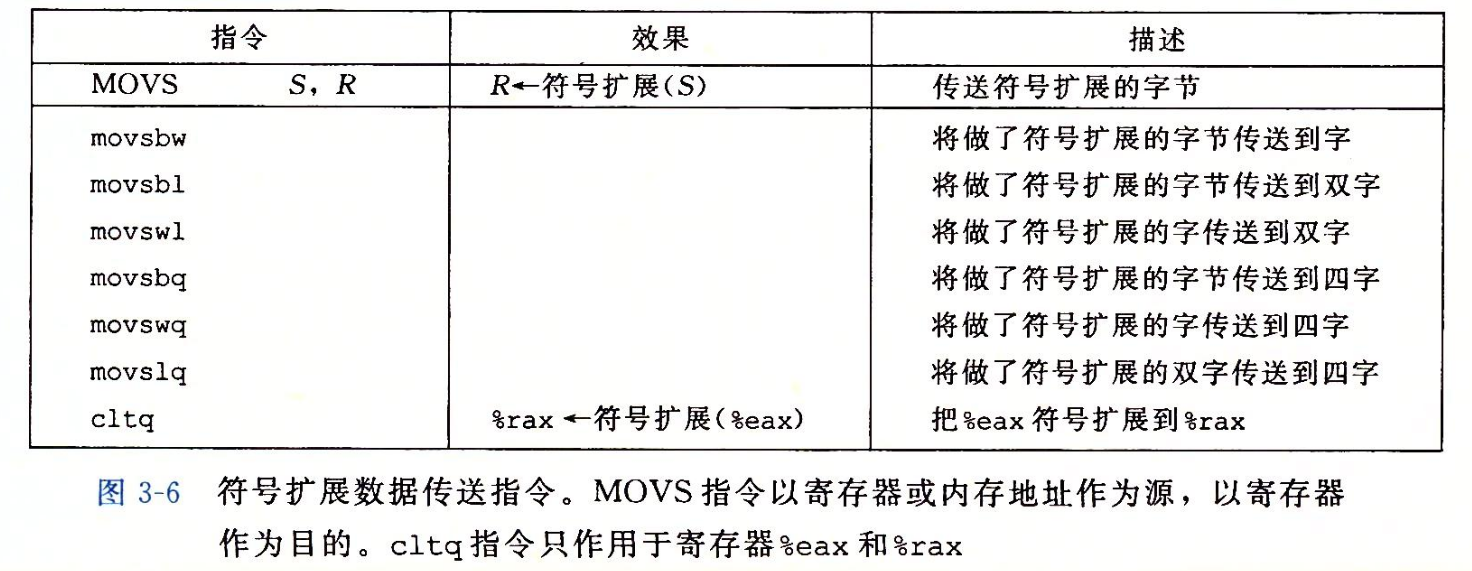 指令 效果 描述
MOVS S，R R←符号扩展(S) 传送符号扩展的字节
movsbw 将做了符号扩展的字节传送到字
movsbl 将做了符号扩展的字节传送到双字
movswl 将做了符号扩展的字传送到双字
movsbq 将做了符号扩展的字节传送到四字
movswq 将做了符号扩展的字传送到四字
movslq 将做了符号扩展的双字传送到四字
cltq %rax←符号扩展(%eax) 把%eax符号扩展到%rax
图 3-6 符号扩展数据传送指令。MOVS指令以寄存器或内存地址作为源，以寄存器
作为目的。cltq指令只作用于寄存器%eax和%rax